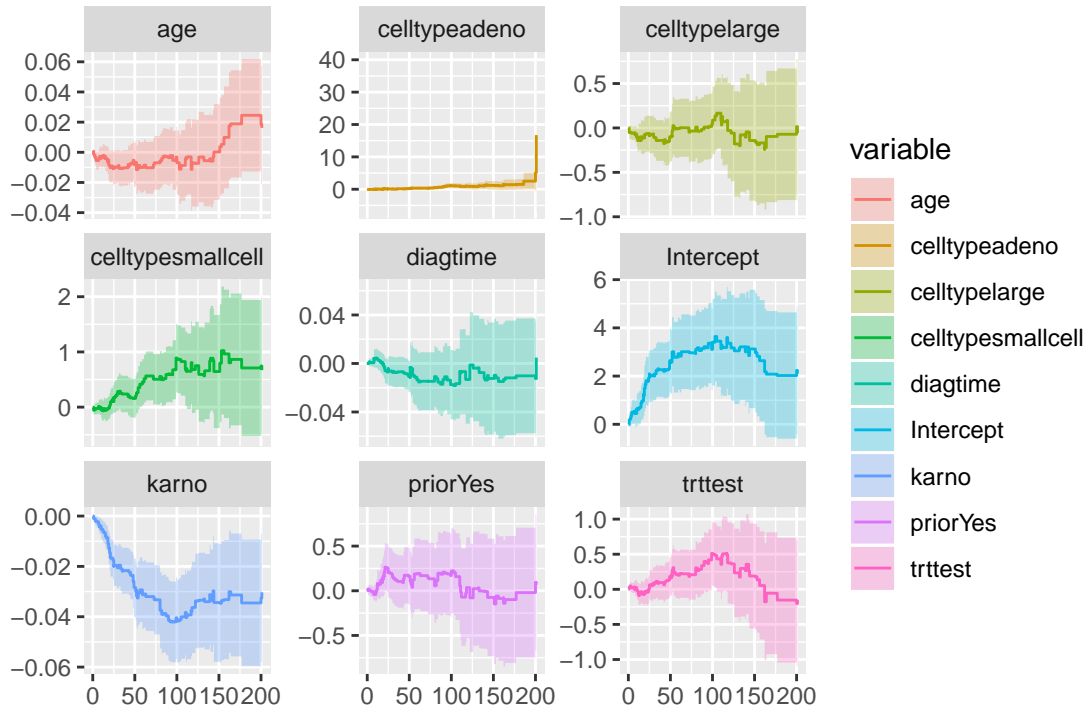 age
celltypeadeno
celltypelarge
0.06
0.04
0.02
0.00
−0.02
−0.04
40
30
20
10
0
0.5
0.0
−0.5
−1.0
celltypesmallcell
diagtime
Intercept
2
1
0
0.04
0.00
−0.04
6
4
2
0
karno
priorYes
trttest
0.00
−0.02
−0.04
−0.06
0.5
0.0
−0.5
1.0
0.5
0.0
−0.5
−1.0
0 50 100 150 200
0 50 100 150 200
0 50 100 150 200
variable
age
celltypeadeno
celltypelarge
celltypesmallcell
diagtime
Intercept
karno
priorYes
trttest